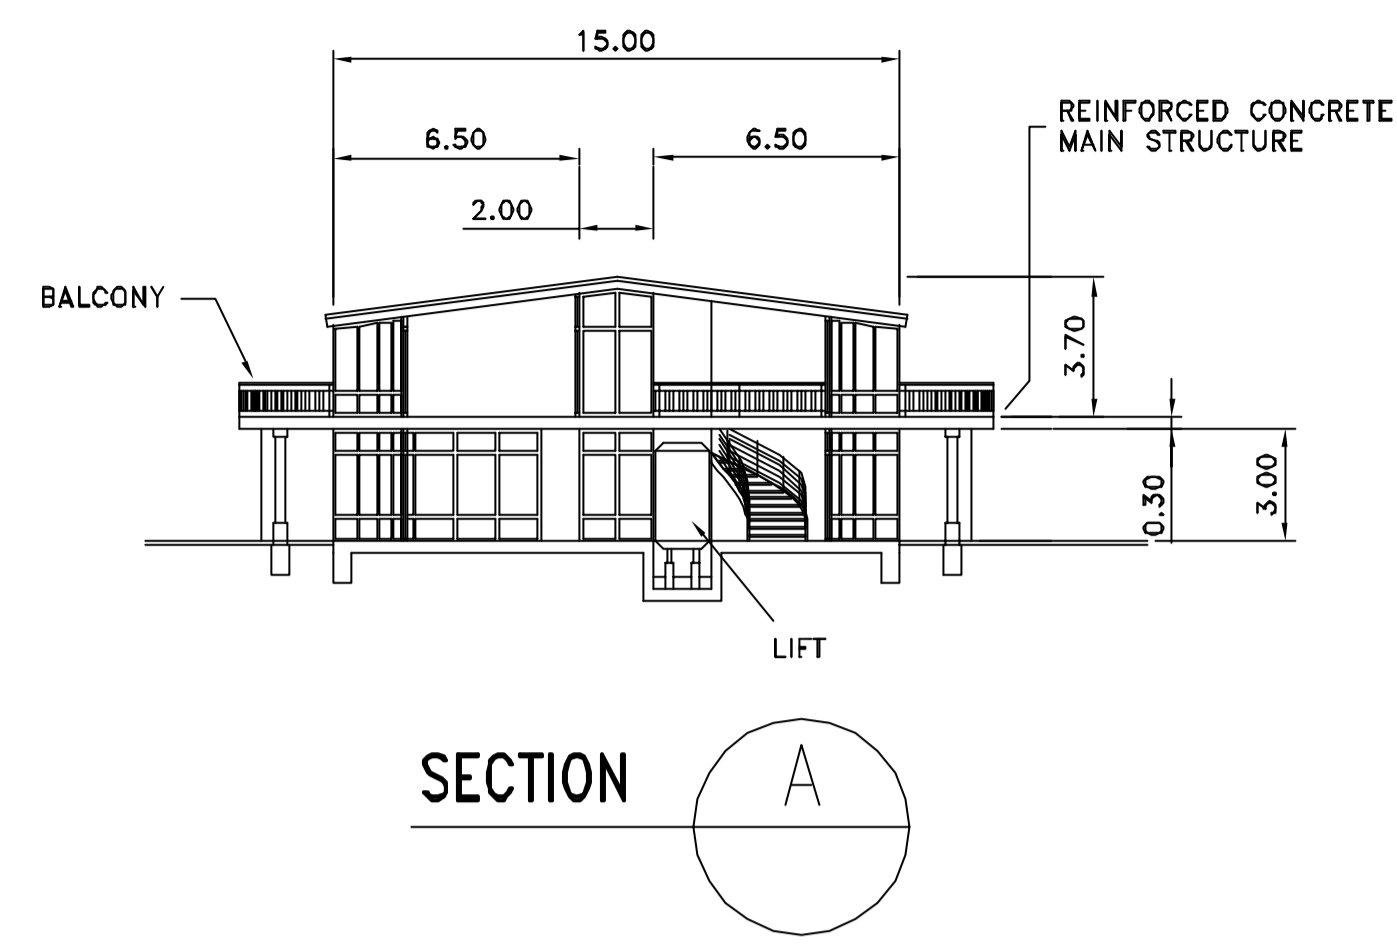 15.00
REINFORCED CONCRETE
MAIN STRUCTURE
6.50
6.50
2.00
BALCONY
3.70
0.30
3.00
LIFT
SECTION
A